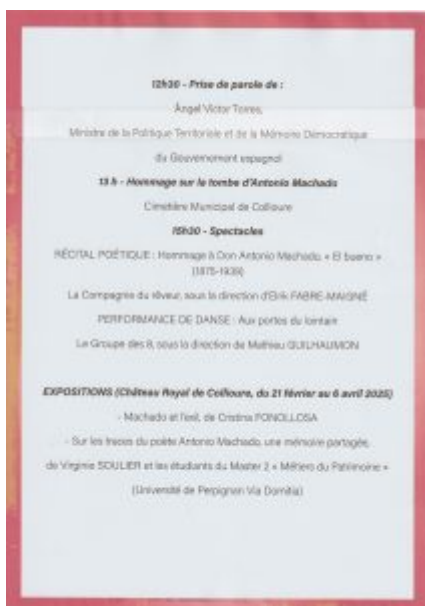 12h30 - Prise de parole de :
Ángel Víctor Torres,
Ministre de la Politique Territoriale et de la Mémoire Démocratique
du Gouvernement espagnol
13 h - Hommage sur la tombe d'Antonio Machado
Cimetière Municipal de Collioure
15h30 - Spectacles
RÉCITAL POÉTIQUE : Hommage à Don Antonio Machado, « El bueno »
(1875-1939)
La Compagnie du rêveur, sous la direction d'Erik FABRE-MAIGNÉ
PERFORMANCE DE DANSE : Aux portes du lointain
Le Groupe des 8, sous la direction de Mathieu GUILHAUMON
EXPOSITIONS (Château Royal de Collioure, du 21 février au 6 avril 2025)
- Machado et l'exil, de Cristina FONOLLOSA
- Sur les traces du poète Antonio Machado, une mémoire partagée,
de Virginie SOULIER et les étudiants du Master 2 « Métiers du Patrimoine »
(Université de Perpignan Via Domitia)